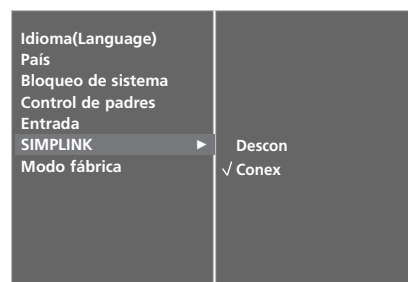 Idioma(Language)
País
Bloqueo de sistema
Control de padres
Entrada
SIMPLINK ►
Modo fábrica
Descon
√ Conex